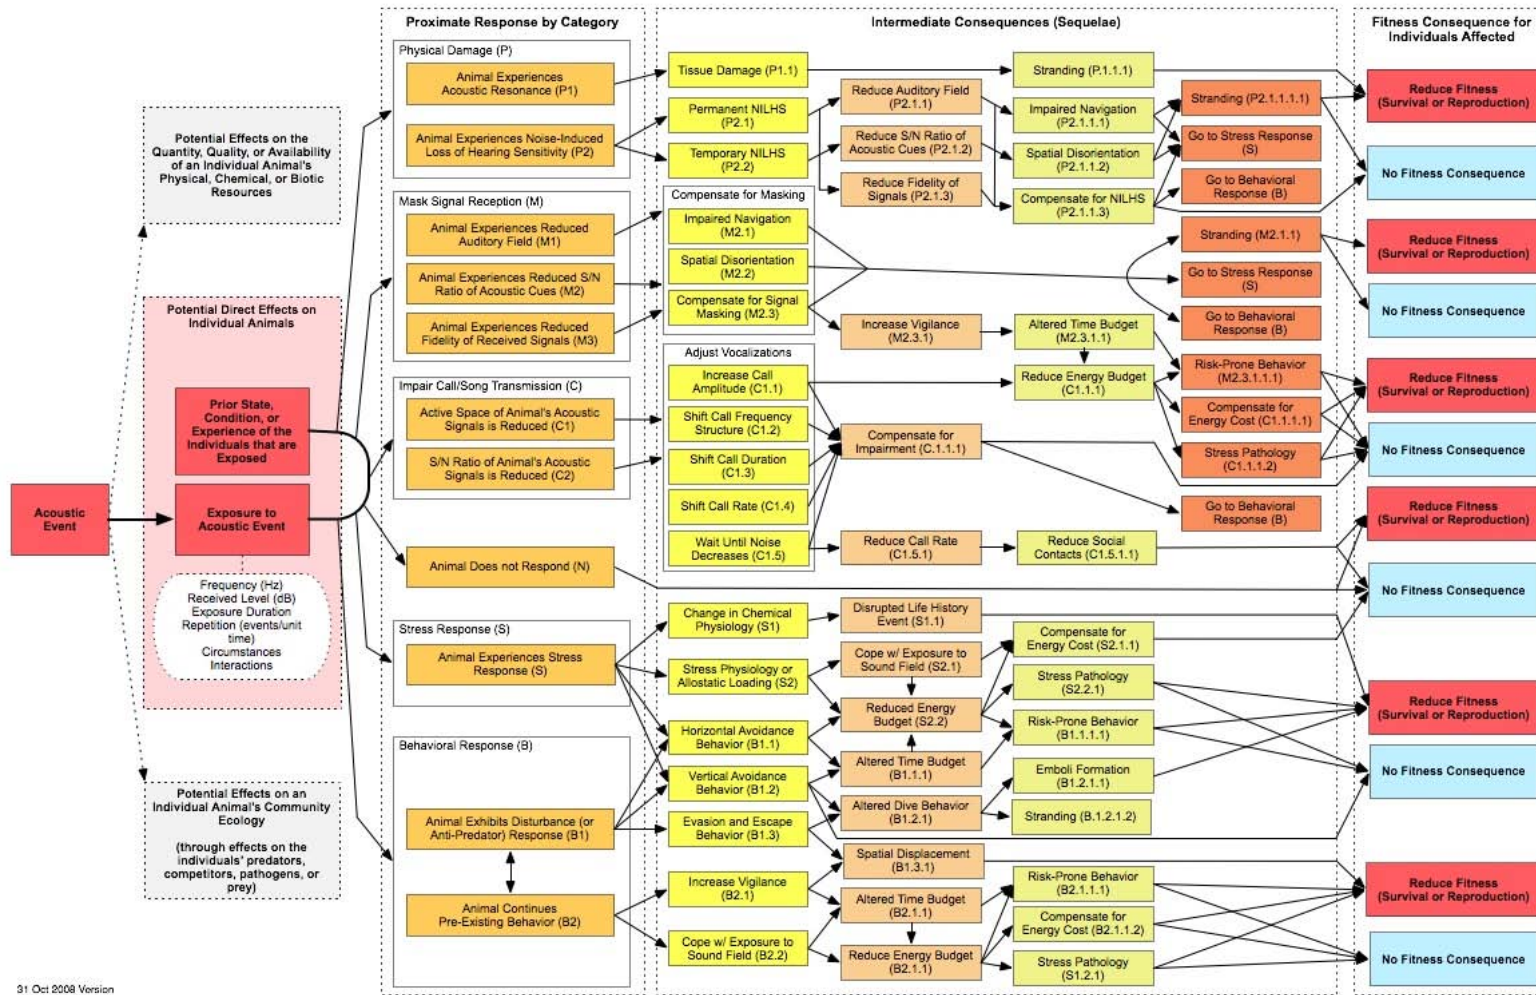 Proximate Response by Category
Intermediate Consequences (Sequelae)
Fitness Consequence for
Individuals Affected
Potential Effects on the
Quantity, Quality, or Availability
of an Individual Animal's
Physical, Chemical, or Biotic
Resources
Potential Direct Effects on
Individual Animals
Prior State,
Condition, or
Experience of the
Individuals that are
Exposed
Acoustic
Event
Exposure to
Acoustic Event
Frequency (Hz)
Received Level (dB)
Exposure Duration
Repetition (events/unit
time)
Circumstances
Interactions
Potential Effects on an
Individual Animal's Community
Ecology
(through effects on the
individuals' predators,
competitors, pathogens, or
prey)
Physical Damage (P)
Animal Experiences
Acoustic Resonance (P1)
Animal Experiences Noise-Induced
Loss of Hearing Sensitivity (P2)
Mask Signal Reception (M)
Animal Experiences Reduced
Auditory Field (M1)
Animal Experiences Reduced S/N
Ratio of Acoustic Cues (M2)
Animal Experiences Reduced
Fidelity of Received Signals (M3)
Impair Call/Song Transmission (C)
Active Space of Animal's Acoustic
Signals is Reduced (C1)
S/N Ratio of Animal's Acoustic
Signals is Reduced (C2)
Animal Does not Respond (N)
Stress Response (S)
Animal Experiences Stress
Response (S)
Behavioral Response (B)
Animal Exhibits Disturbance (or
Anti-Predator) Response (B1)
Animal Continues
Pre-Existing Behavior (B2)
Tissue Damage (P1.1)
Permanent NILHS
(P2.1)
Temporary NILHS
(P2.2)
Compensate for Masking
Impaired Navigation
(M2.1)
Spatial Disorientation
(M2.2)
Compensate for Signal
Masking (M2.3)
Adjust Vocalizations
Increase Call
Amplitude (C1.1)
Shift Call Frequency
Structure (C1.2)
Shift Call Duration
(C1.3)
Shift Call Rate (C1.4)
Wait Until Noise
Decreases (C1.5)
Change in Chemical
Physiology (S1)
Stress Physiology or
Allostatic Loading (S2)
Horizontal Avoidance
Behavior (B1.1)
Vertical Avoidance
Behavior (B1.2)
Evasion and Escape
Behavior (B1.3)
Increase Vigilance
(B2.1)
Cope w/ Exposure to
Sound Field (B2.2)
Reduce Auditory Field
(P2.1.1)
Reduce S/N Ratio of
Acoustic Cues (P2.1.2)
Reduce Fidelity of
Signals (P2.1.3)
Increase Vigilance
(M2.3.1)
Compensate for
Impairment (C.1.1.1)
Reduce Call Rate
(C1.5.1)
Disrupted Life History
Event (S1.1)
Cope w/ Exposure to
Sound Field (S2.1)
Reduced Energy
Budget (S2.2)
Altered Time Budget
(B1.1.1)
Altered Dive Behavior
(B1.2.1)
Spatial Displacement
(B1.3.1)
Altered Time Budget
(B2.1.1)
Reduce Energy Budget
(B2.1.1)
Stranding (P.1.1.1)
Impaired Navigation
(P2.1.1.1)
Spatial Disorientation
(P2.1.1.2)
Compensate for NILHS
(P2.1.1.3)
Altered Time Budget
(M2.3.1.1)
Reduce Energy Budget
(C1.1.1)
Reduce Social
Contacts (C1.5.1.1)
Compensate for
Energy Cost (S2.1.1)
Stress Pathology
(S2.2.1)
Risk-Prone Behavior
(B1.1.1.1)
Emboli Formation
(B1.2.1.1)
Stranding (B.1.2.1.2)
Risk-Prone Behavior
(B2.1.1.1)
Compensate for
Energy Cost (B2.1.1.2)
Stress Pathology
(S1.2.1)
Stranding (P2.1.1.1.1)
Go to Stress Response
(S)
Go to Behavioral
Response (B)
Stranding (M2.1.1)
Go to Stress Response
(S)
Go to Behavioral
Response (B)
Risk-Prone Behavior
(M2.3.1.1.1)
Compensate for
Energy Cost (C1.1.1.1)
Stress Pathology
(C1.1.1.2)
Go to Behavioral
Response (B)
Reduce Fitness
(Survival or Reproduction)
No Fitness Consequence
Reduce Fitness
(Survival or Reproduction)
No Fitness Consequence
Reduce Fitness
(Survival or Reproduction)
No Fitness Consequence
Reduce Fitness
(Survival or Reproduction)
No Fitness Consequence
Reduce Fitness
(Survival or Reproduction)
No Fitness Consequence
Reduce Fitness
(Survival or Reproduction)
No Fitness Consequence
31 Oct 2008 Version